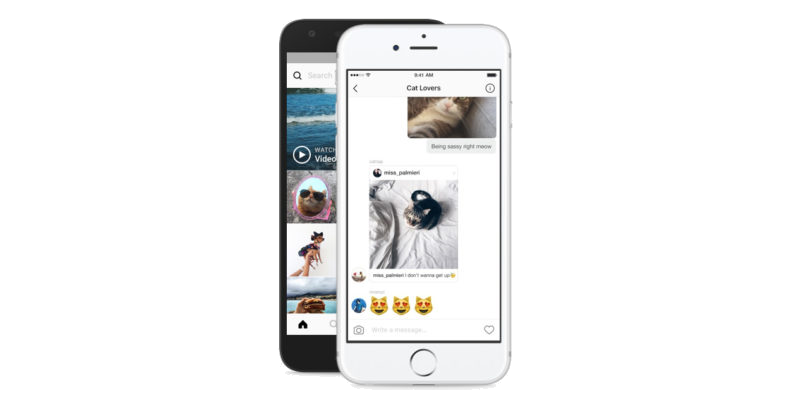 Search
WATCH
Video
9:41 AM
Cat Lovers
Being sassy right meow
miss_palmieri
miss_palmieri I don't wanna get up
Write a message...